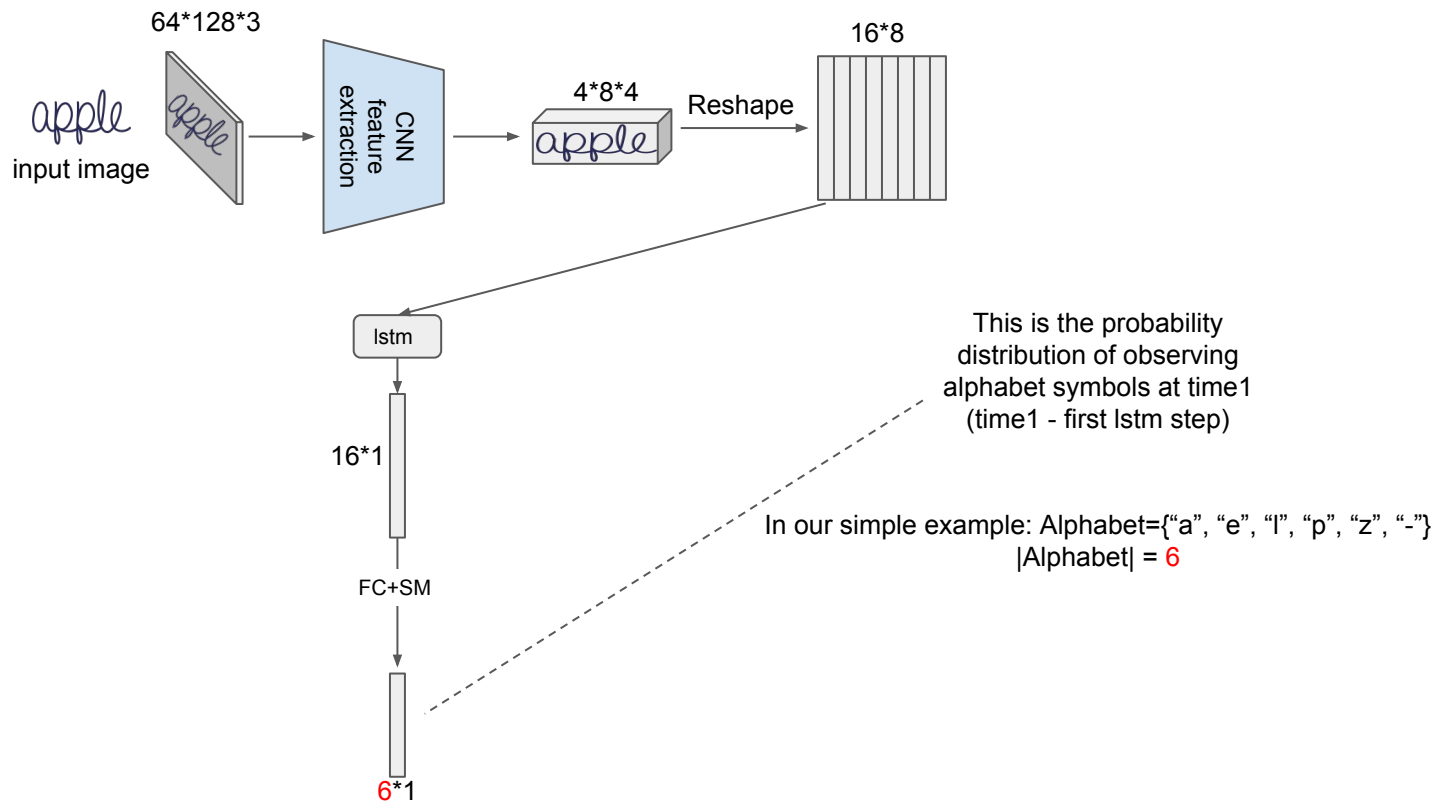 64*128*3
apple
input image
apple
CNN
feature
extraction
4*8*4
apple
Reshape
16*8
lstm
16*1
FC+SM
6*1
This is the probability
distribution of observing
alphabet symbols at time1
(time1 - first lstm step)
In our simple example: Alphabet={“a”, “e”, “l”, “p”, “z”, “-”}
|Alphabet| = 6